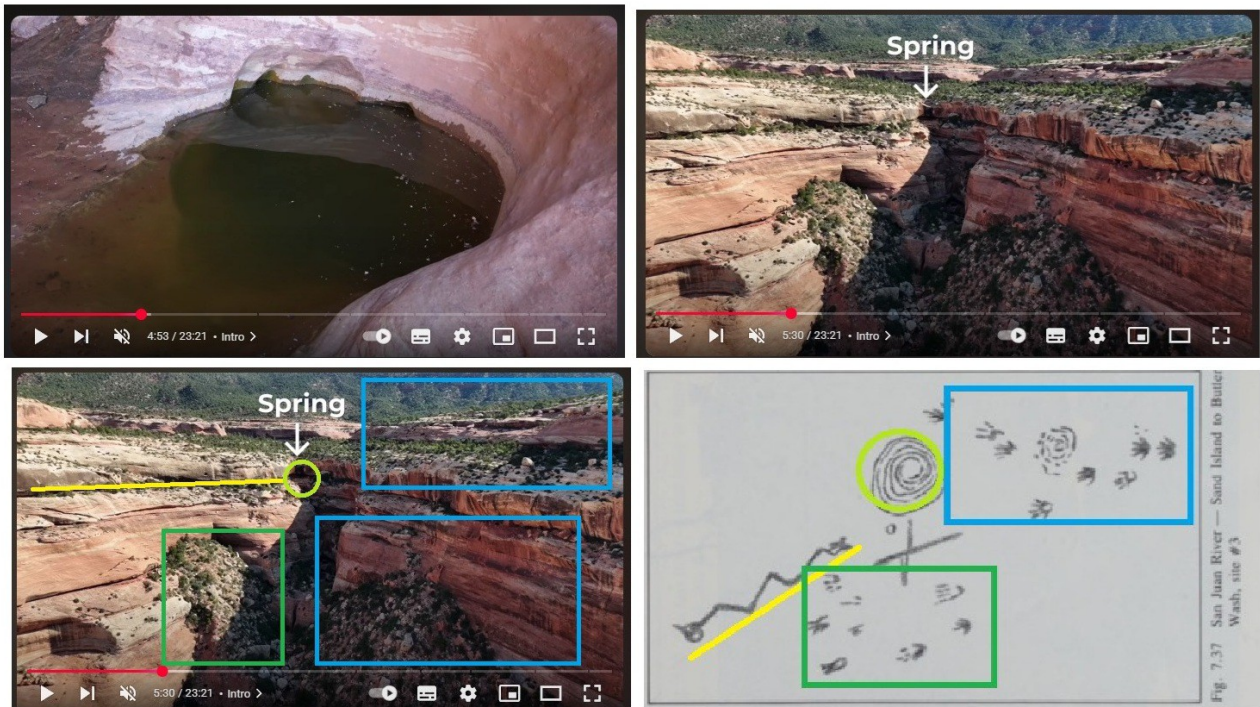 4:53 / 23:21 • Intro >
Spring
5:30 / 23:21 • Intro >
Spring
5:30 / 23:21 • Intro >
Fig. 7.37 San Juan River — Sand Island to Butler
Wash, site #3